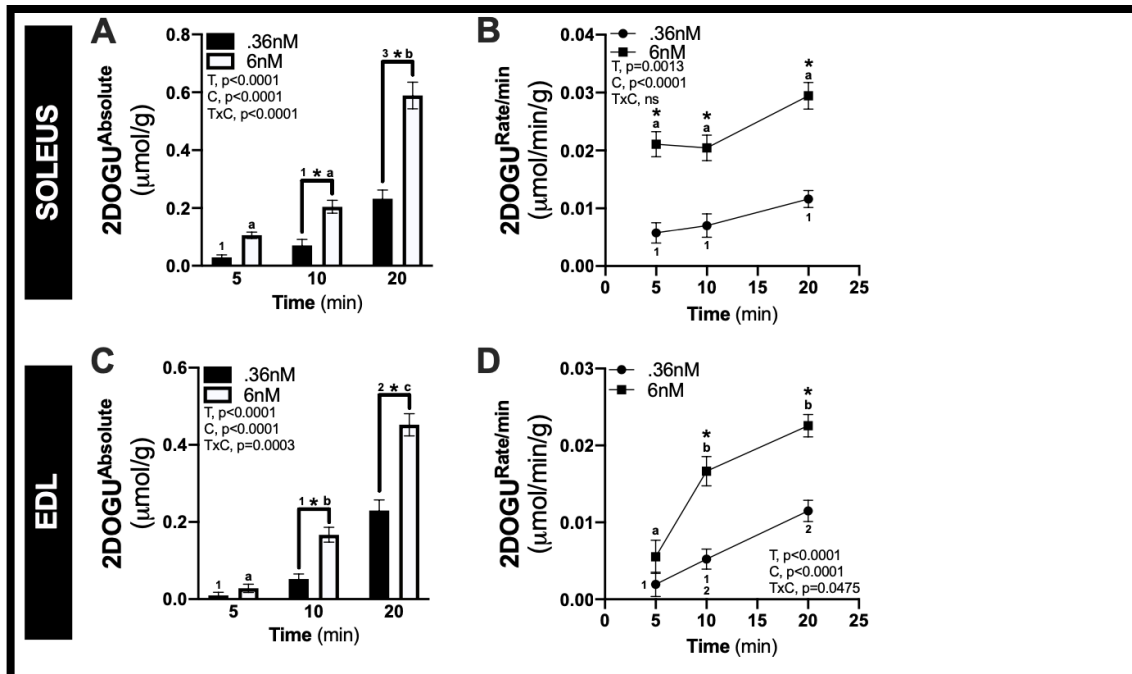 SOLEUS
A
2DOGU^Absolute
(μmol/g)
0.8
0.6
0.4
0.2
0.0
.36nM
6nM
T, p<0.0001
C, p<0.0001
TxC, p<0.0001
1
a
1 * a
3 * b
5
10
20
Time (min)
B
2DOGU^Rate/min
(μmol/min/g)
0.04
0.03
0.02
0.01
0.00
.36nM
6nM
T, p=0.0013
C, p<0.0001
TxC, ns
*
a
*
a
*
a
1
1
1
0
5
10
15
20
25
Time (min)
EDL
C
2DOGU^Absolute
(μmol/g)
0.6
0.4
0.2
0.0
.36nM
6nM
T, p<0.0001
C, p<0.0001
TxC, p=0.0003
1
a
1 * b
2 * c
5
10
20
Time (min)
D
2DOGU^Rate/min
(μmol/min/g)
0.03
0.02
0.01
0.00
.36nM
6nM
a
*
b
*
b
1
1
2
2
T, p<0.0001
C, p<0.0001
TxC, p=0.0475
0
5
10
15
20
25
Time (min)